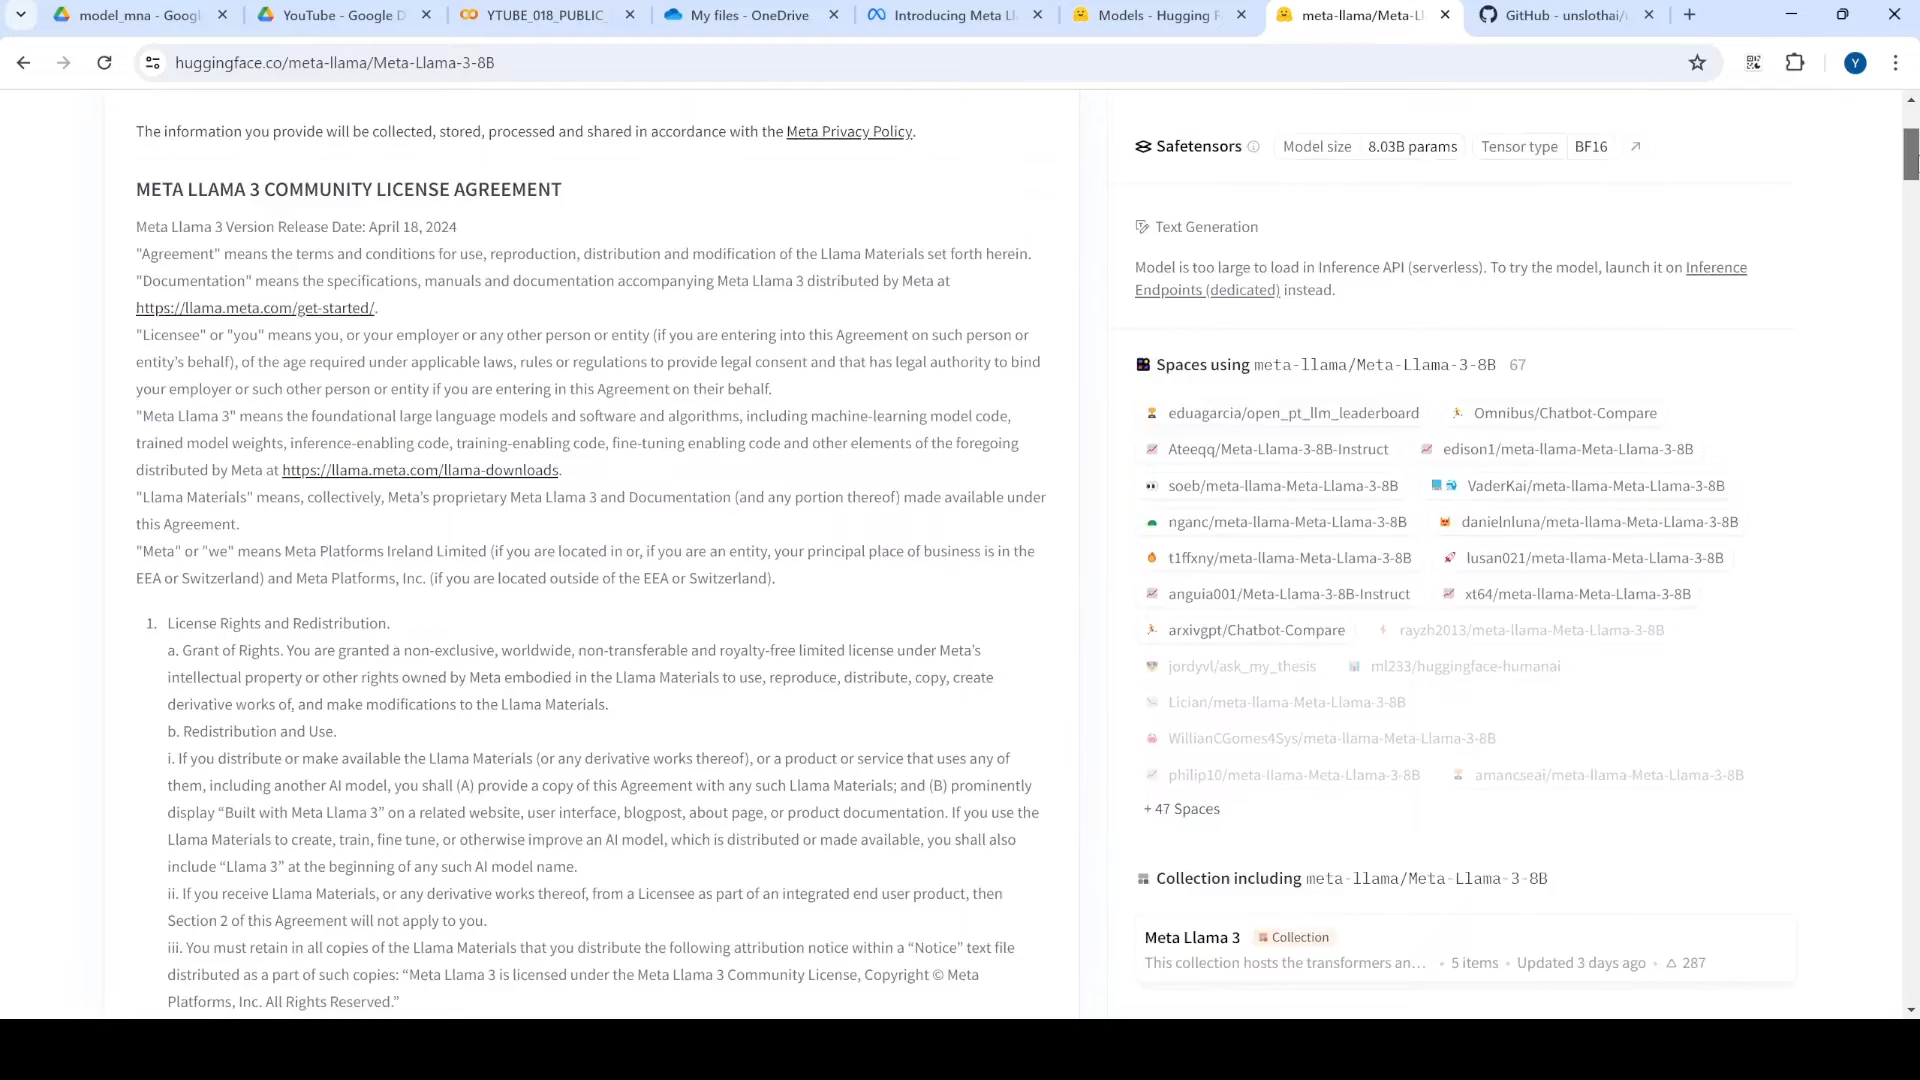 model_mna - Googl
YouTube - Google D
YTUBE_018_PUBLIC_
My files - OneDrive
Introducing Meta Ll
Models - Hugging F
meta-llama/Meta-Ll
GitHub - unslothai/
huggingface.co/meta-llama/Meta-Llama-3-8B
Y
The information you provide will be collected, stored, processed and shared in accordance with the Meta Privacy Policy.
META LLAMA 3 COMMUNITY LICENSE AGREEMENT
Meta Llama 3 Version Release Date: April 18, 2024
"Agreement" means the terms and conditions for use, reproduction, distribution and modification of the Llama Materials set forth herein.
"Documentation" means the specifications, manuals and documentation accompanying Meta Llama 3 distributed by Meta at
https://llama.meta.com/get-started/.
"Licensee" or "you" means you, or your employer or any other person or entity (if you are entering into this Agreement on such person or
entity’s behalf), of the age required under applicable laws, rules or regulations to provide legal consent and that has legal authority to bind
your employer or such other person or entity if you are entering in this Agreement on their behalf.
"Meta Llama 3" means the foundational large language models and software and algorithms, including machine-learning model code,
trained model weights, inference-enabling code, training-enabling code, fine-tuning enabling code and other elements of the foregoing
distributed by Meta at https://llama.meta.com/llama-downloads.
"Llama Materials" means, collectively, Meta’s proprietary Meta Llama 3 and Documentation (and any portion thereof) made available under
this Agreement.
"Meta" or "we" means Meta Platforms Ireland Limited (if you are located in or, if you are an entity, your principal place of business is in the
EEA or Switzerland) and Meta Platforms, Inc. (if you are located outside of the EEA or Switzerland).
1. License Rights and Redistribution.
a. Grant of Rights. You are granted a non-exclusive, worldwide, non-transferable and royalty-free limited license under Meta’s
intellectual property or other rights owned by Meta embodied in the Llama Materials to use, reproduce, distribute, copy, create
derivative works of, and make modifications to the Llama Materials.
b. Redistribution and Use.
i. If you distribute or make available the Llama Materials (or any derivative works thereof), or a product or service that uses any of
them, including another AI model, you shall (A) provide a copy of this Agreement with any such Llama Materials; and (B) prominently
display “Built with Meta Llama 3” on a related website, user interface, blogpost, about page, or product documentation. If you use the
Llama Materials to create, train, fine tune, or otherwise improve an AI model, which is distributed or made available, you shall also
include “Llama 3” at the beginning of any such AI model name.
ii. If you receive Llama Materials, or any derivative works thereof, from a Licensee as part of an integrated end user product, then
Section 2 of this Agreement will not apply to you.
iii. You must retain in all copies of the Llama Materials that you distribute the following attribution notice within a “Notice” text file
distributed as a part of such copies: “Meta Llama 3 is licensed under the Meta Llama 3 Community License, Copyright © Meta
Platforms, Inc. All Rights Reserved.”
Safetensors Model size 8.03B params Tensor type BF16
Text Generation
Model is too large to load in Inference API (serverless). To try the model, launch it on Inference
Endpoints (dedicated) instead.
Spaces using meta-llama/Meta-Llama-3-8B 67
eduagarcia/open_pt_llm_leaderboard Omnibus/Chatbot-Compare
Ateeqq/Meta-Llama-3-8B-Instruct edison1/meta-llama-Meta-Llama-3-8B
soeb/meta-llama-Meta-Llama-3-8B VaderKai/meta-llama-Meta-Llama-3-8B
nganc/meta-llama-Meta-Llama-3-8B danielnluna/meta-llama-Meta-Llama-3-8B
t1ffxny/meta-llama-Meta-Llama-3-8B lusan021/meta-llama-Meta-Llama-3-8B
anguia001/Meta-Llama-3-8B-Instruct xt64/meta-llama-Meta-Llama-3-8B
arxivgpt/Chatbot-Compare rayzh2013/meta-llama-Meta-Llama-3-8B
jordyvl/ask_my_thesis ml233/huggingface-humanai
Lician/meta-llama-Meta-Llama-3-8B
WillianCGomes4Sys/meta-llama-Meta-Llama-3-8B
philip10/meta-llama-Meta-Llama-3-8B amancseai/meta-llama-Meta-Llama-3-8B
+ 47 Spaces
Collection including meta-llama/Meta-Llama-3-8B
Meta Llama 3 Collection
This collection hosts the transformers an… • 5 items • Updated 3 days ago • 287